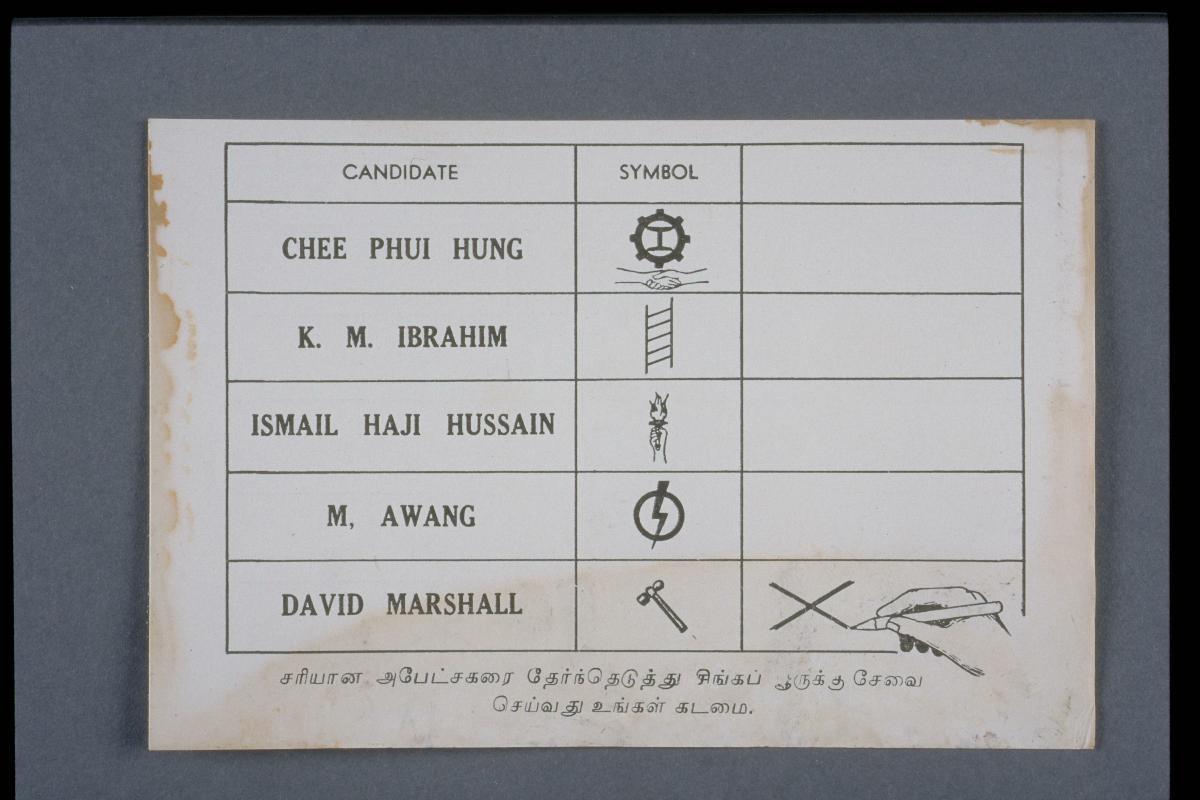 CANDIDATE SYMBOL
CHEE PHUI HUNG
K. M. IBRAHIM
ISMAIL HAJI HUSSAIN
M, AWANG
DAVID MARSHALL
சரியான அபேட்சகரை தேர்ந்தெடுத்து சிங்கப் பூருக்கு சேவை
செய்வது உங்கள் கடமை.